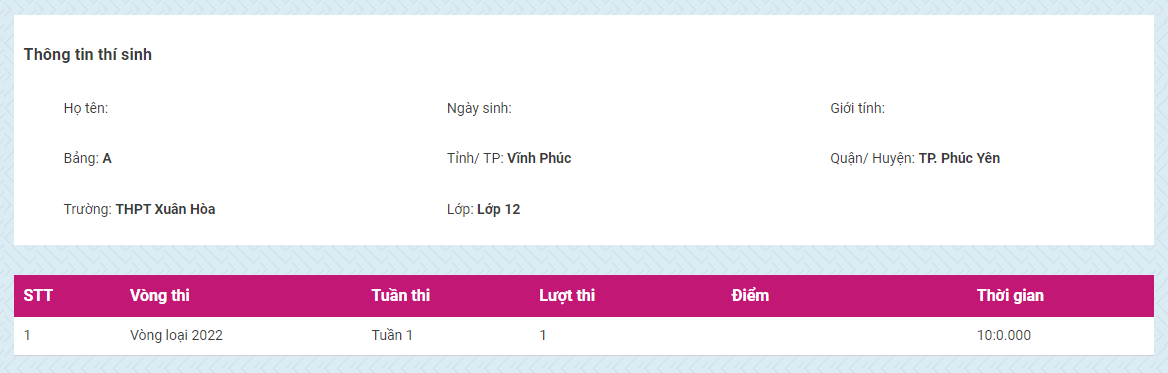 Thông tin thí sinh
Họ tên: Ngày sinh: Giới tính:
Bảng: A Tỉnh/ TP: Vĩnh Phúc Quận/ Huyện: TP. Phúc Yên
Trường: THPT Xuân Hòa Lớp: Lớp 12
STT Vòng thi Tuần thi Lượt thi Điểm Thời gian
1 Vòng loại 2022 Tuần 1 1 10:0.000